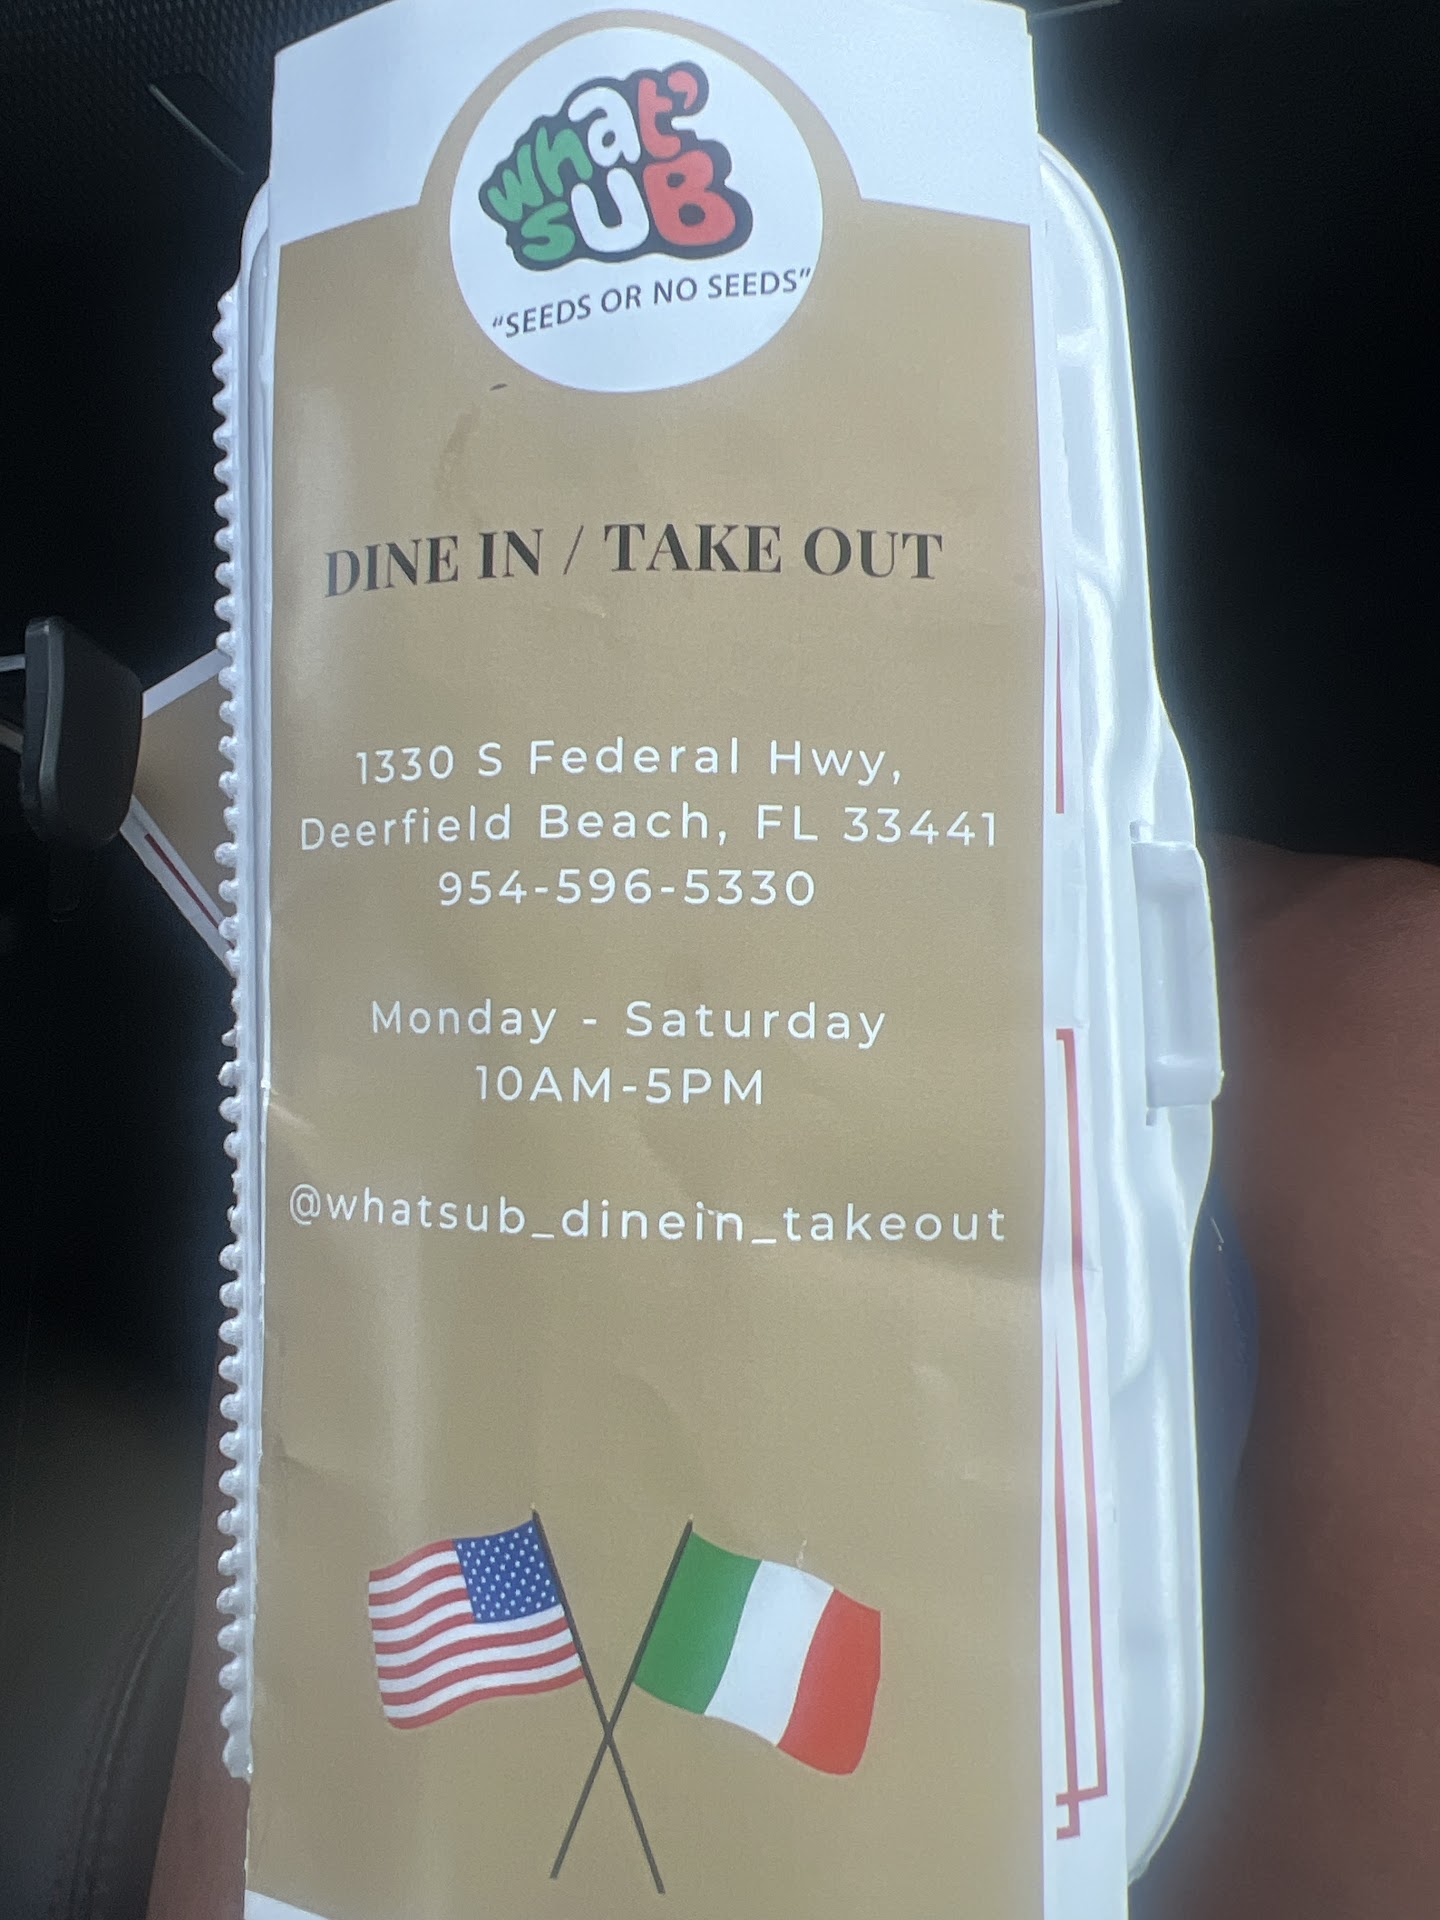 what'
SUB
"SEEDS OR NO SEEDS"
DINE IN / TAKE OUT
1330 S Federal Hwy,
Deerfield Beach, FL 33441
954-596-5330
Monday - Saturday
10AM-5PM
@whatsub_dinein_takeout